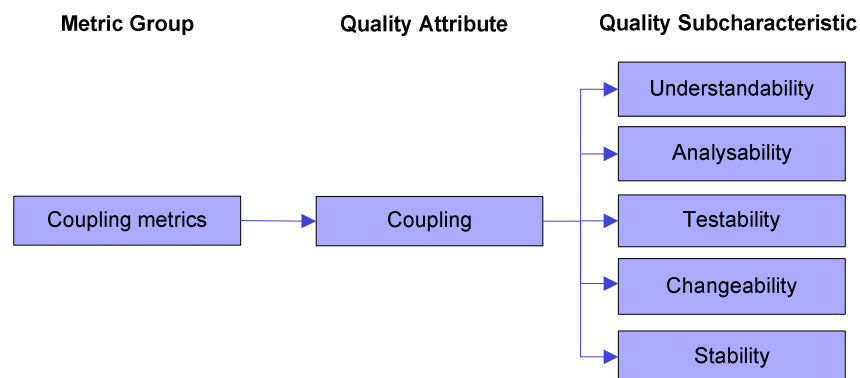 Metric Group
Quality Attribute
Quality Subcharacteristic
Understandability
Analysability
Coupling metrics
Coupling
Testability
Changeability
Stability